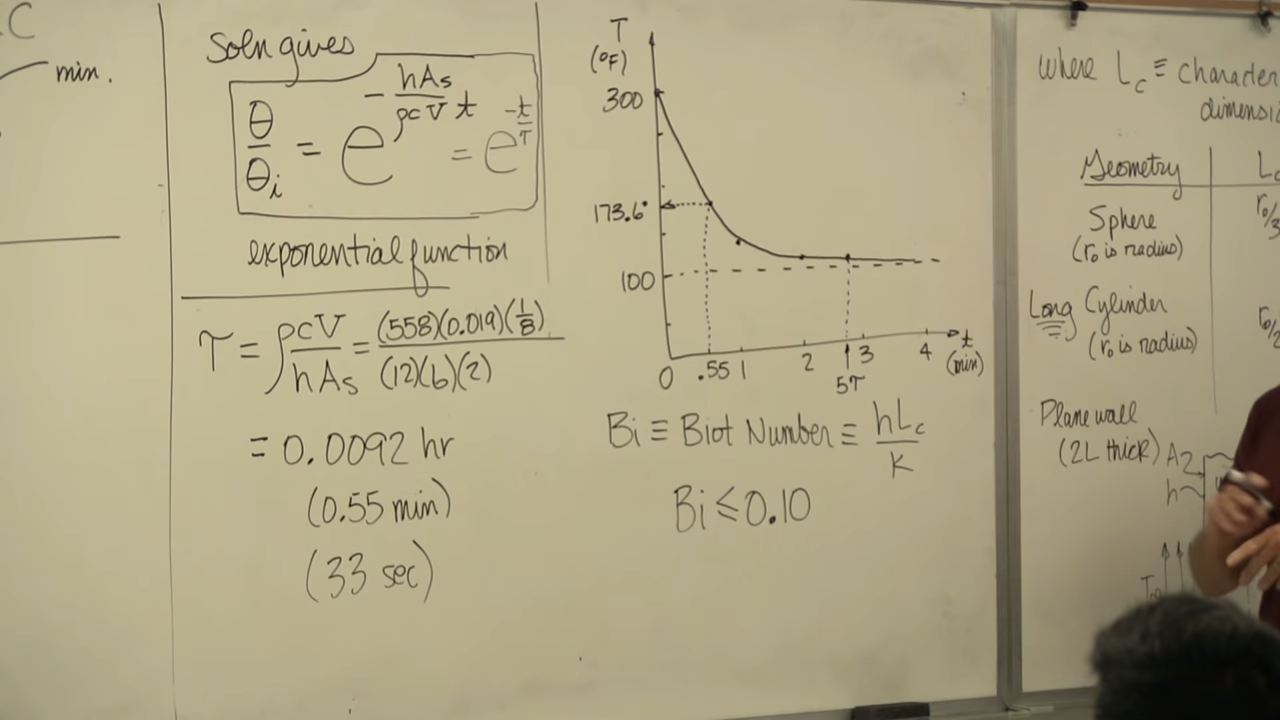 C
min.
Soln gives
θ/θi = e^(-hAs/ρcV t) = e^(-t/τ)
exponential function
τ = ρcV/hAs = (558)(0.019)(1/8)/(12)(6)(2)
= 0.0092 hr
(0.55 min)
(33 sec)
T
(°F)
300
173.6°
100
0 .55 1 2 3 4 t
(min)
5τ
Bi ≡ Biot Number ≡ hLc/k
Bi ≤ 0.10
where Lc ≡ character
dimensi
Geometry Lc
Sphere r₀/3
(r₀ is radius)
Long Cylinder r₀/2
(r₀ is radius)
Plane wall
(2L thick)
h